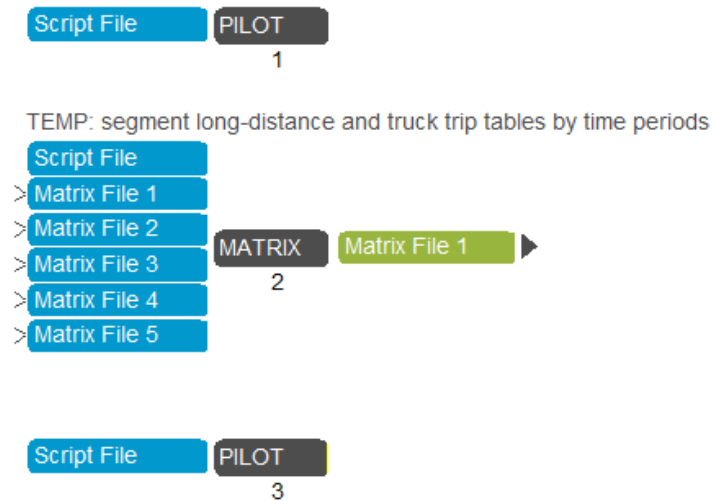 Script File PILOT
1
TEMP: segment long-distance and truck trip tables by time periods
Script File
Matrix File 1
Matrix File 2
Matrix File 3
Matrix File 4
Matrix File 5
MATRIX Matrix File 1
2
Script File PILOT
3